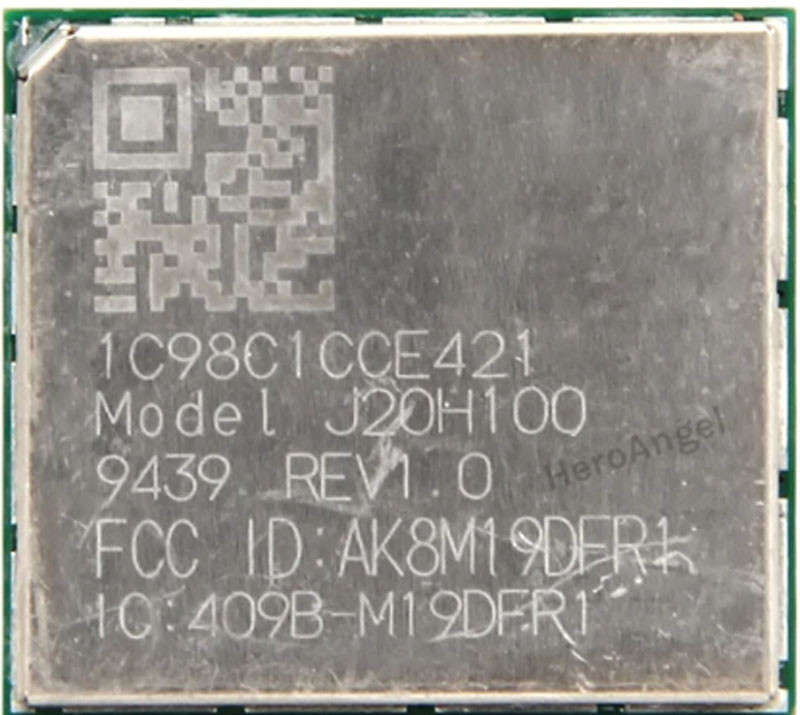 1C98C1CCE421
Model J20H100
9439 REV1.0
HeroAngel
FCC ID:AK8M19DFR1
IC:409B-M19DFR1